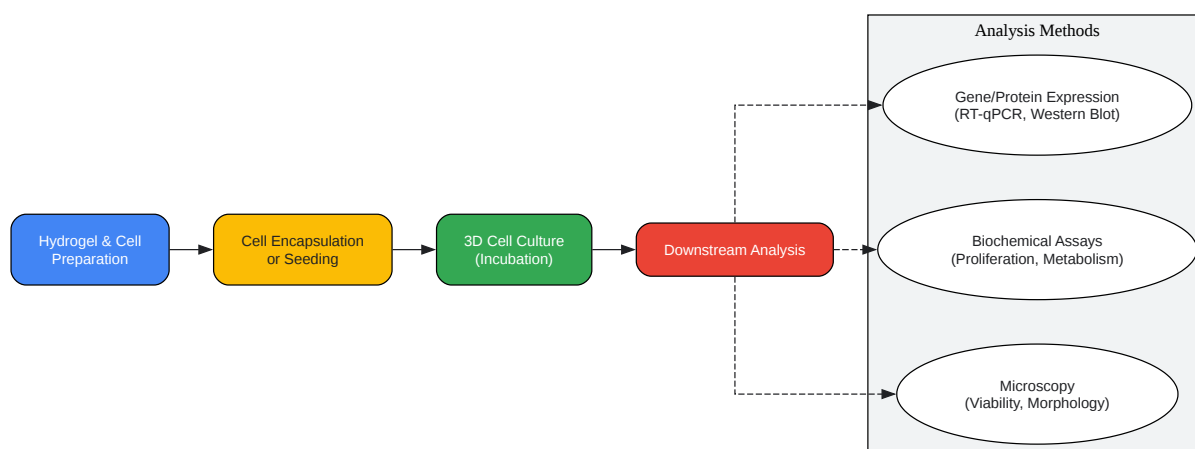 Analysis Methods
Gene/Protein Expression
(RT-qPCR, Western Blot)
Hydrogel & Cell
Preparation
Cell Encapsulation
or Seeding
3D Cell Culture
(Incubation)
Downstream Analysis
Biochemical Assays
(Proliferation, Metabolism)
Microscopy
(Viability, Morphology)